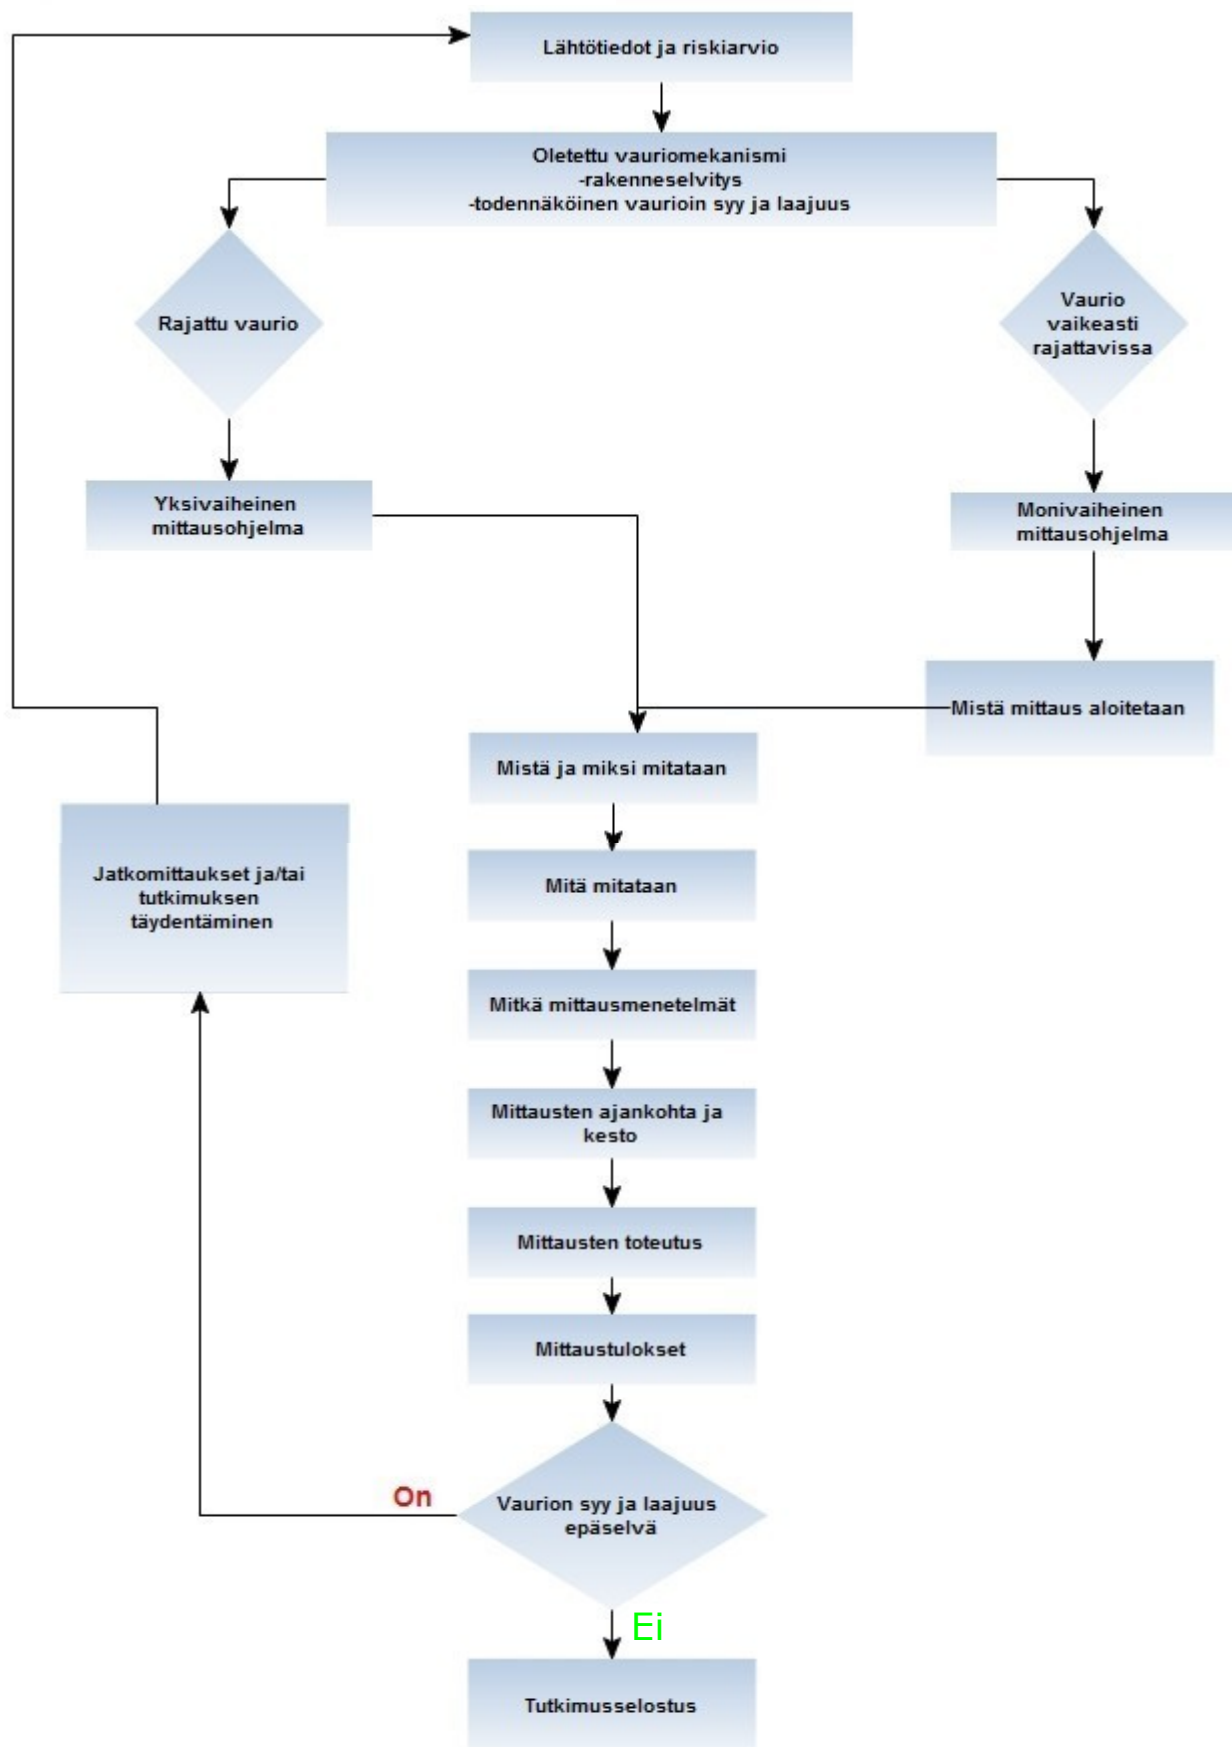 Lähtötiedot ja riskiarvio
Oletettu vauriomekanismi
-rakenneselvitys
-todennäköinen vaurioin syy ja laajuus
Rajattu vaurio
Vaurio
vaikeasti
rajattavissa
Yksivaiheinen
mittausohjelma
Monivaiheinen
mittausohjelma
Mistä mittaus aloitetaan
Mistä ja miksi mitataan
Jatkomittaukset ja/tai
tutkimuksen
täydentäminen
Mitä mitataan
Mitkä mittausmenetelmät
Mittausten ajankohta ja
kesto
Mittausten toteutus
Mittaustulokset
On
Vaurion syy ja laajuus
epäselvä
Ei
Tutkimusselostus